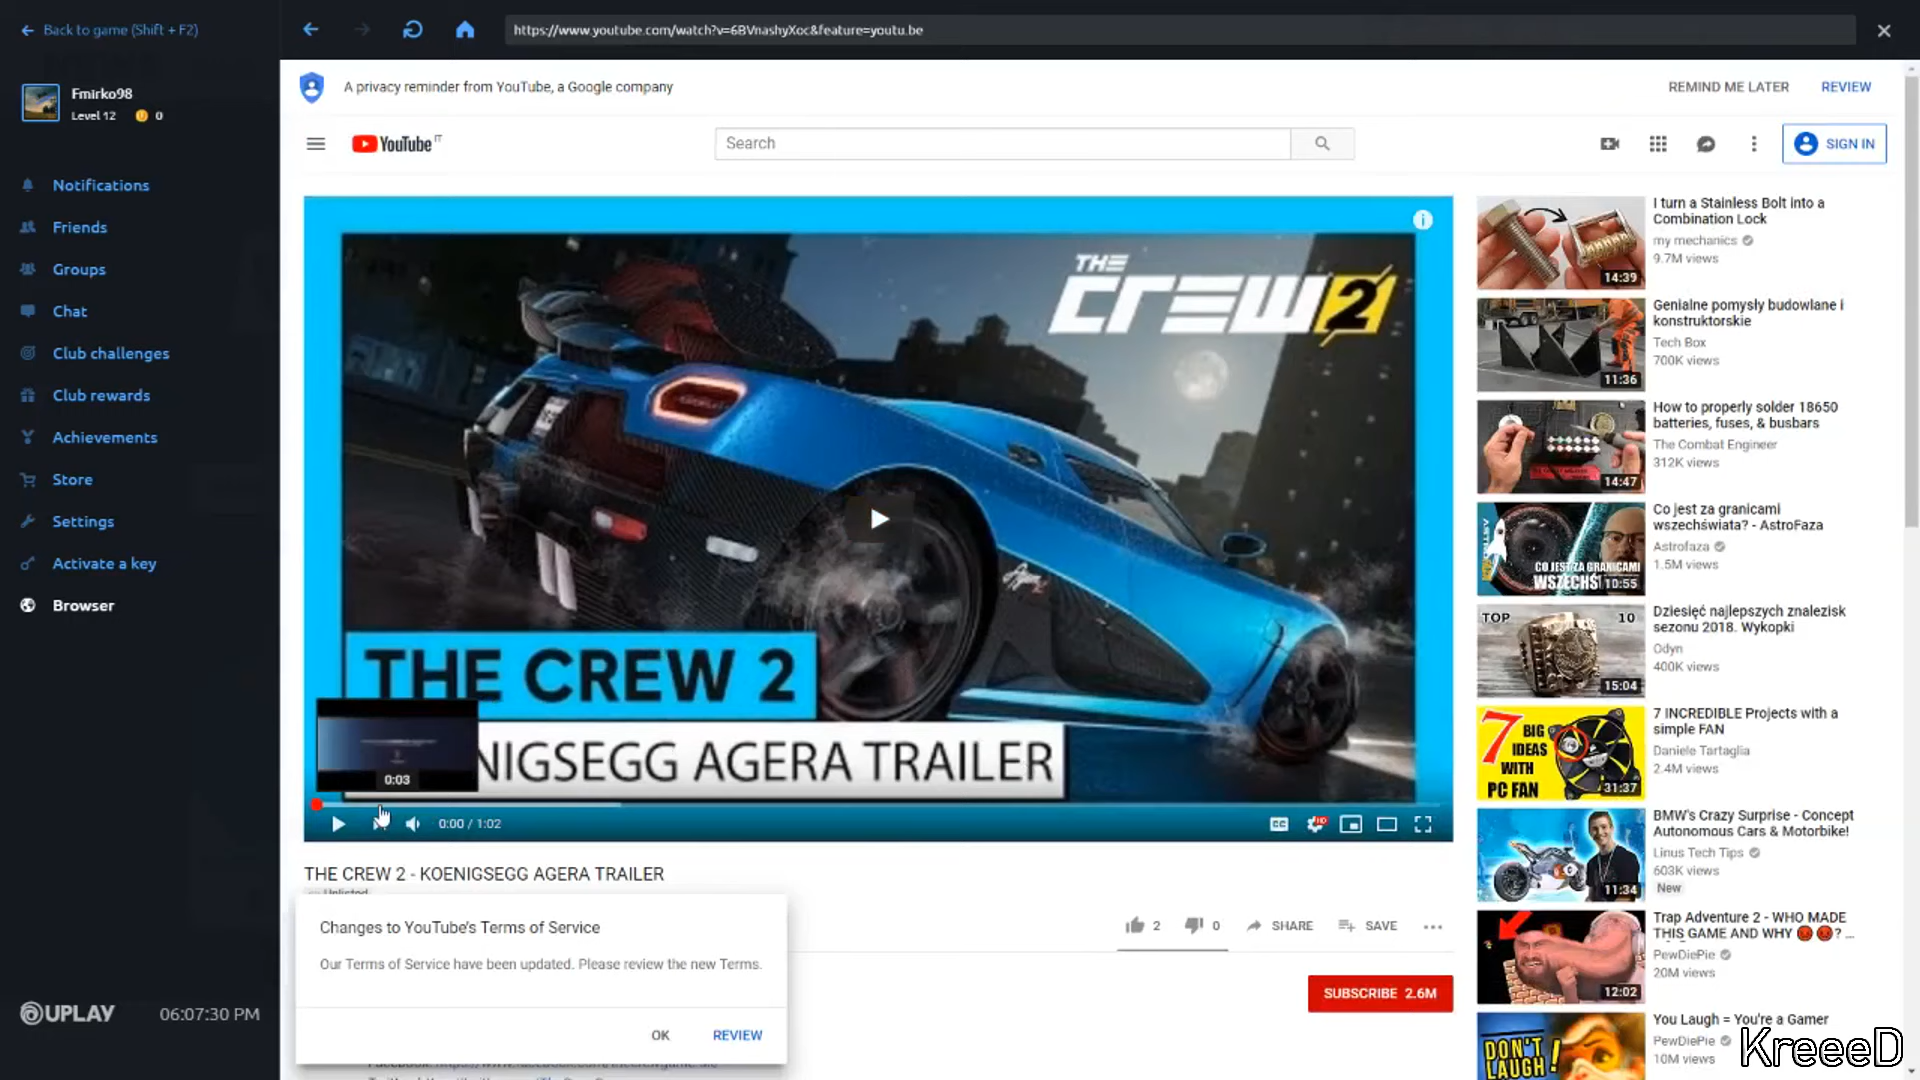 Back to game (Shift + F2)
https://www.youtube.com/watch?v=6BVnashyXoc&feature=youtu.be
Fmirko98
Level 12
0
Notifications
Friends
Groups
Chat
Club challenges
Club rewards
Achievements
Store
Settings
Activate a key
Browser
UPLAY
06:07:30 PM
A privacy reminder from YouTube, a Google company
REMIND ME LATER
REVIEW
YouTube IT
Search
SIGN IN
THE
CREW 2
THE CREW 2
NIGSEGG AGERA TRAILER
0:03
0:00 / 1:02
CC
HD
THE CREW 2 - KOENIGSEGG AGERA TRAILER
Unlisted
2
0
SHARE
SAVE
SUBSCRIBE 2.6M
Changes to YouTube's Terms of Service
Our Terms of Service have been updated. Please review the new Terms.
OK
REVIEW
I turn a Stainless Bolt into a
Combination Lock
my mechanics
9.7M views
14:39
Genialne pomysły budowlane i
konstruktorskie
Tech Box
700K views
11:36
How to properly solder 18650
batteries, fuses, & busbars
The Combat Engineer
312K views
14:47
Co jest za granicami
wszechświata? - AstroFaza
Astrofaza
1.5M views
CO JEST ZA GRANICAMI
WSZECHŚ
10:55
Dziesięć najlepszych znalezisk
sezonu 2018. Wykopki
Odyn
400K views
TOP 10
15:04
7 INCREDIBLE Projects with a
simple FAN
Daniele Tartaglia
2.4M views
7 BIG
IDEAS
WITH
PC FAN
31:37
BMW's Crazy Surprise - Concept
Autonomous Cars & Motorbike!
Linus Tech Tips
603K views
New
11:34
Trap Adventure 2 - WHO MADE
THIS GAME AND WHY 😡😡? ...
PewDiePie
20M views
12:02
You Laugh = You're a Gamer
PewDiePie
10M views
DON'T
LAUGH!
KreeeD